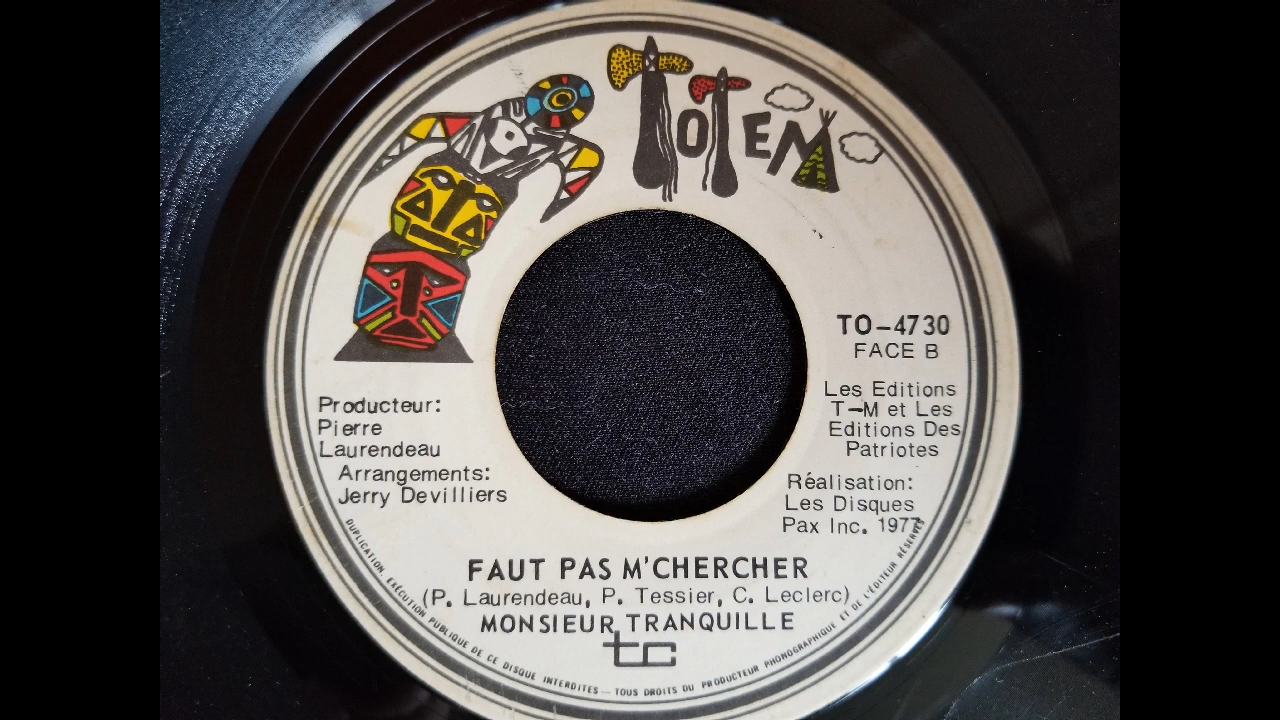 TOTEM
TO-4730
FACE B
Les Editions
T-M et Les
Editions Des
Patriotes
Réalisation:
Les Disques
Pax Inc. 1977
Producteur:
Pierre
Laurendeau
Arrangements:
Jerry Devilliers
FAUT PAS M'CHERCHER
(P. Laurendeau, P. Tessier, C. Leclerc)
MONSIEUR TRANQUILLE
tc
DUPLICATION, EXÉCUTION PUBLIQUE DE CE DISQUE INTERDITES — TOUS DROITS DU PRODUCTEUR PHONOGRAPHIQUE ET DE L'ÉDITEUR RÉSERVÉS